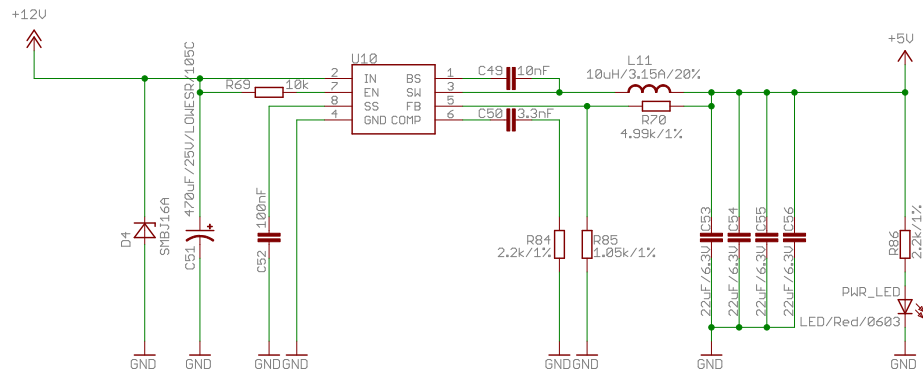 +12V
+5V
U10
R69
10k
2 IN BS 1
7 EN SW 3
8 SS FB 5
4 GND COMP 6
C49 10nF
C50 3.3nF
L11
10uH/3.15A/20%
R70
4.99k/1%
D4
SMBJ16A
C51
470uF/25V/LOWESR/105C
C52
100nF
R84
2.2k/1%
R85
1.05k/1%
C53
22uF/6.3V
C54
22uF/6.3V
C55
22uF/6.3V
C56
22uF/6.3V
R86
2.2k/1%
PWR_LED
LED/Red/0603
GND
GND
GND
GND
GND
GND
GND
GND